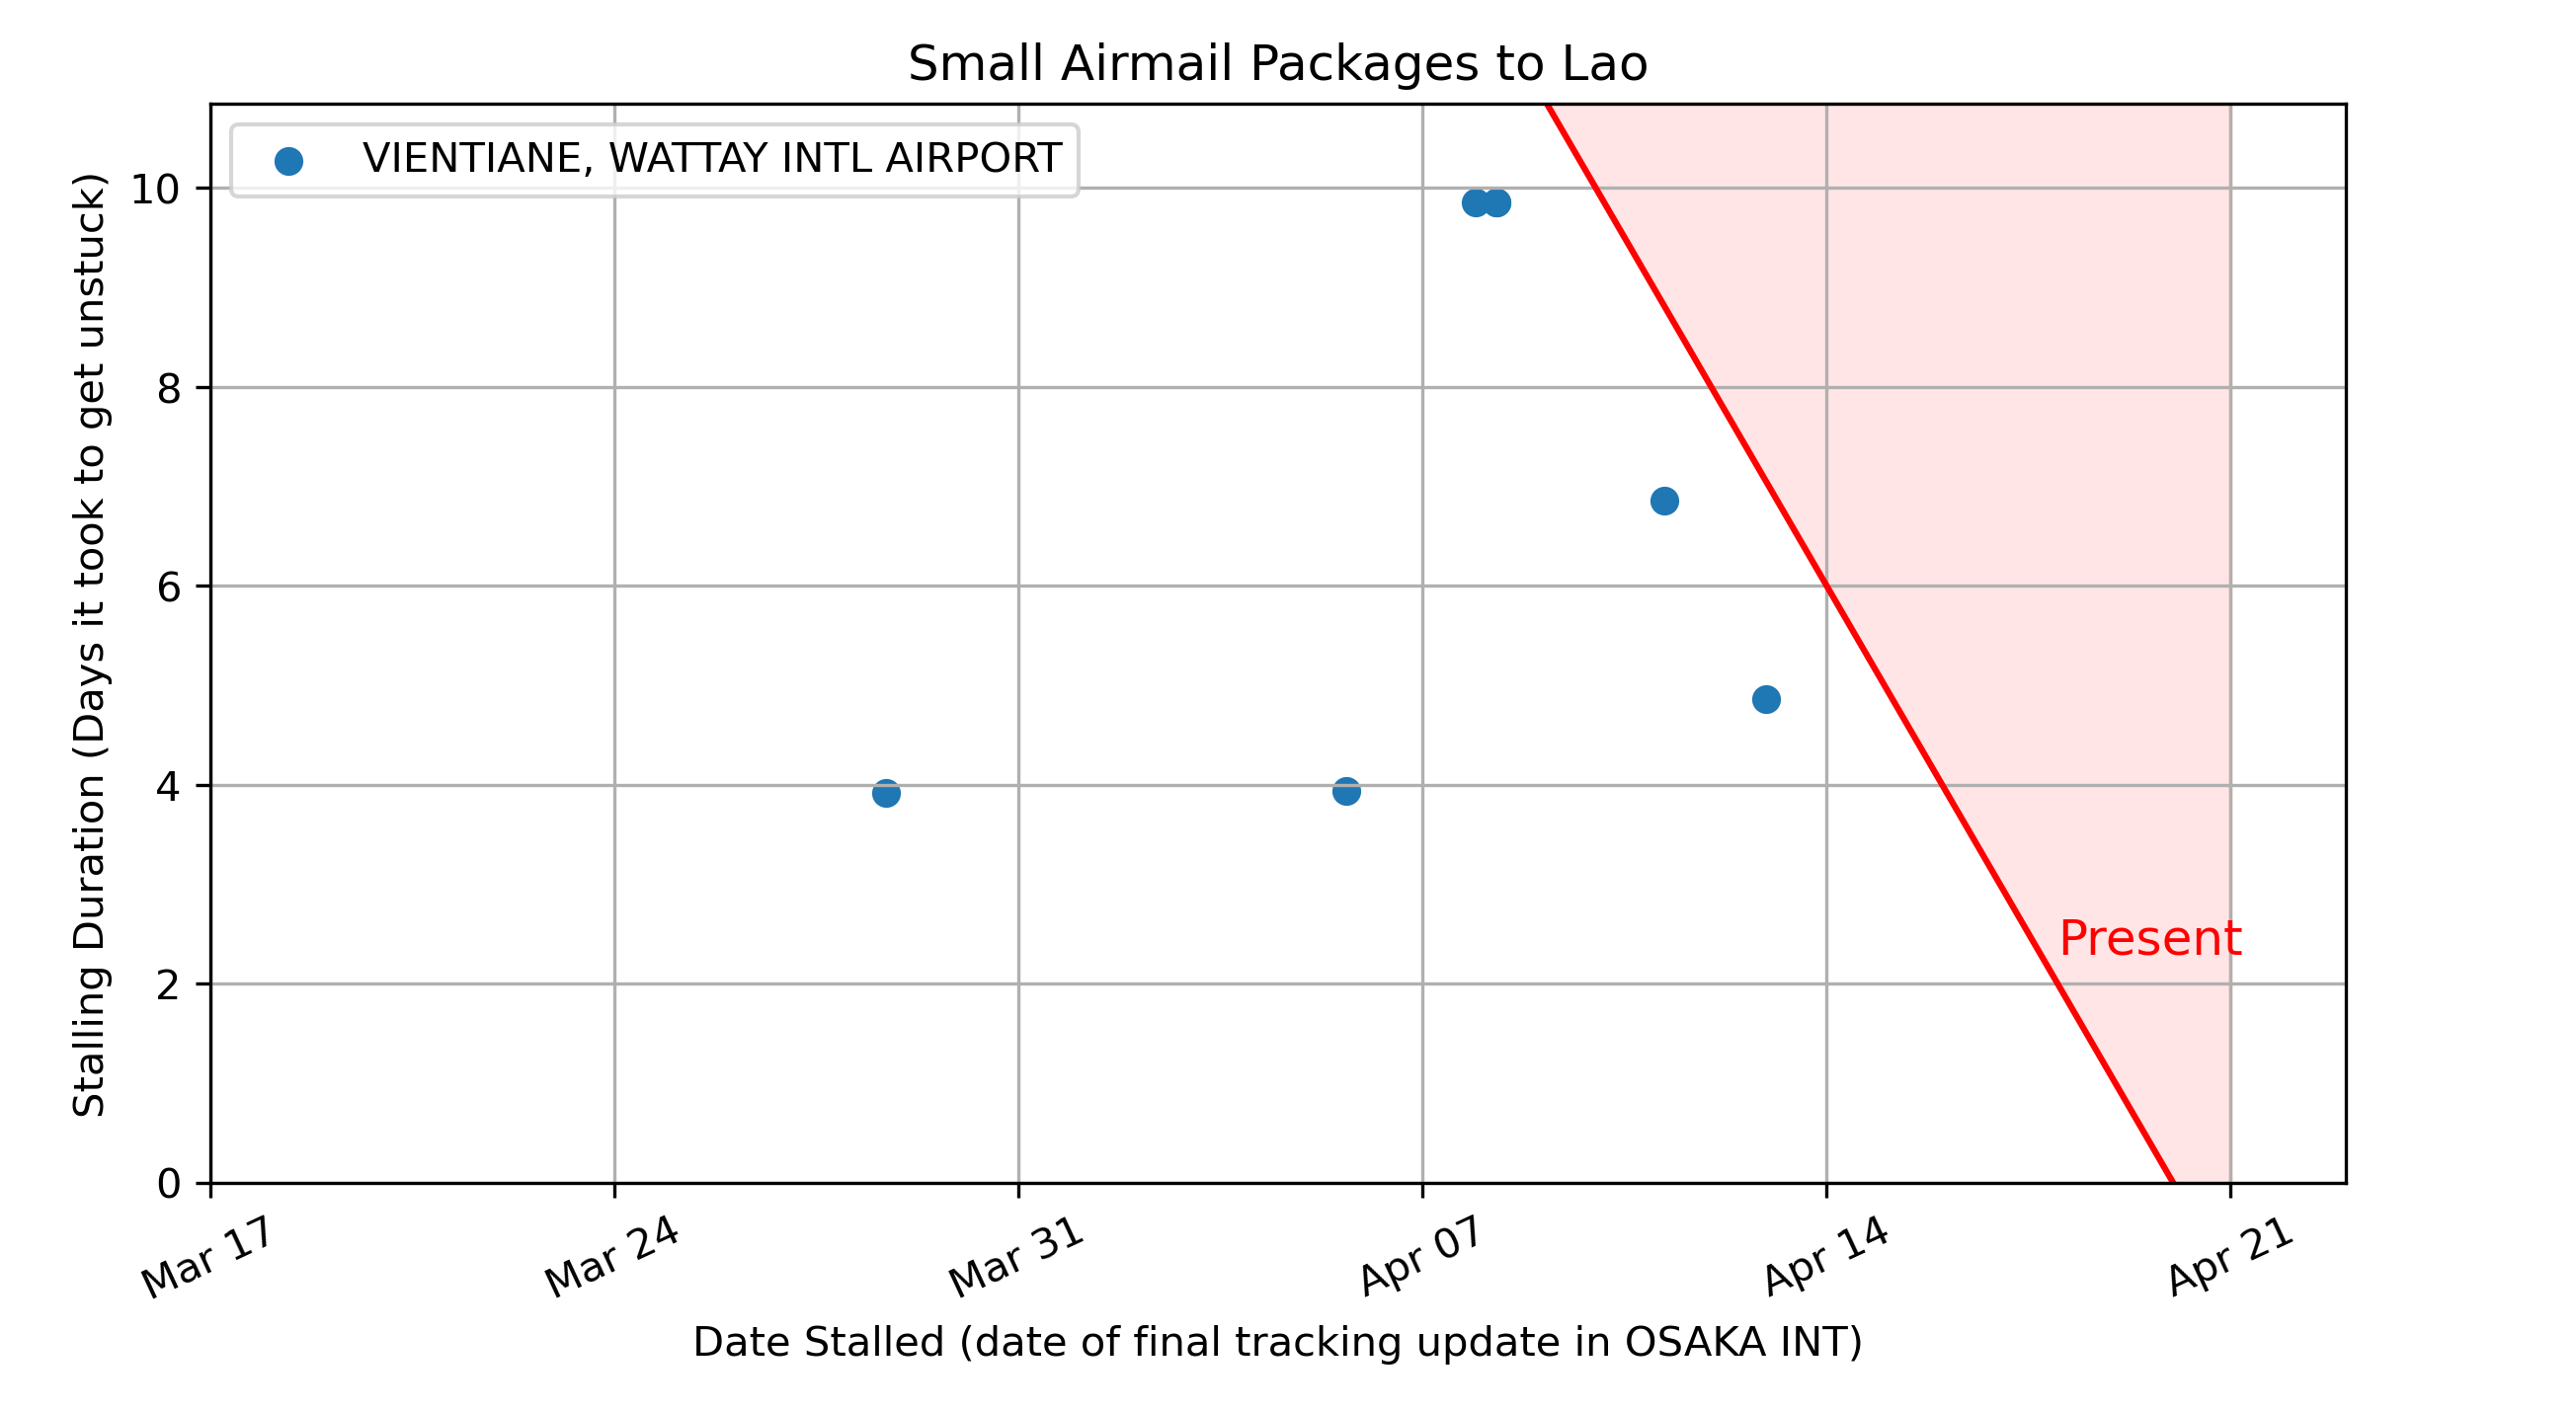 Small Airmail Packages to Lao
VIENTIANE, WATTAY INTL AIRPORT
Stalling Duration (Days it took to get unstuck)
10
8
6
4
2
0
Present
Mar 17
Mar 24
Mar 31
Apr 07
Apr 14
Apr 21
Date Stalled (date of final tracking update in OSAKA INT)